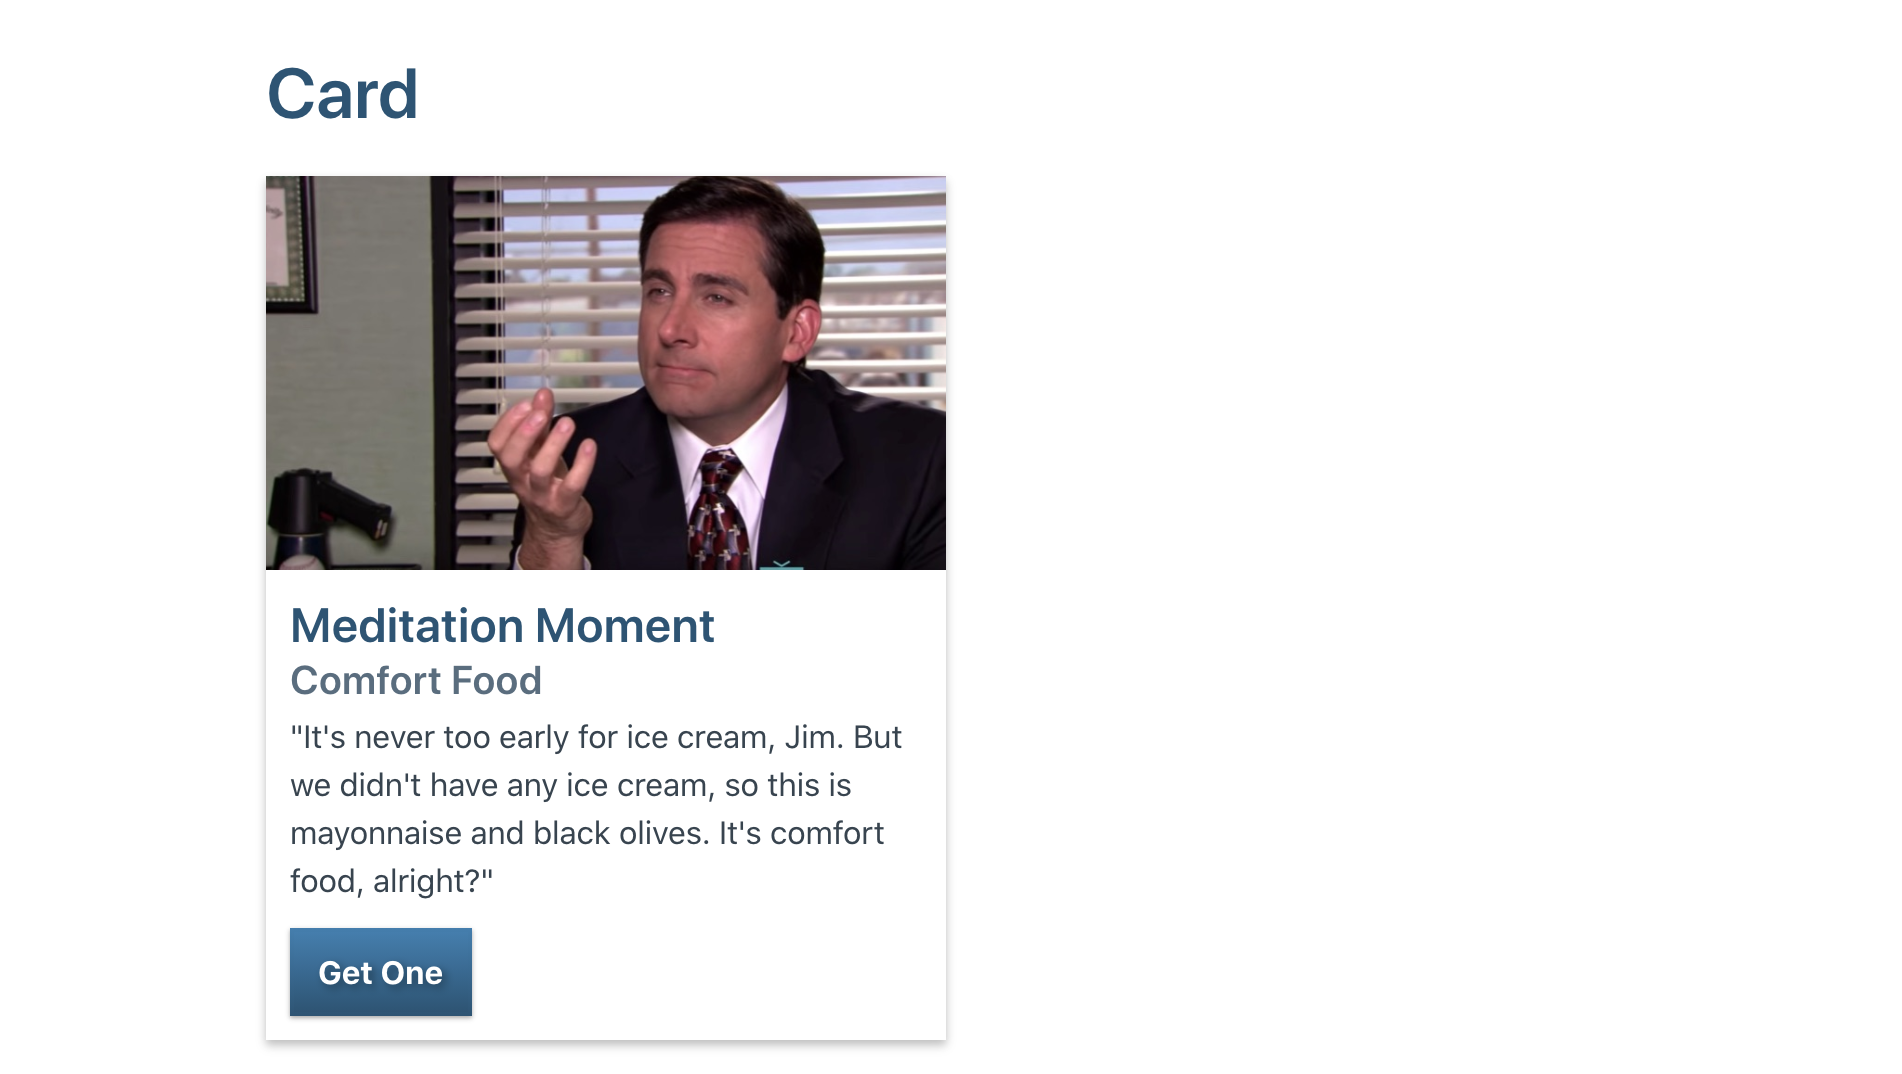 Card
Meditation Moment
Comfort Food
"It's never too early for ice cream, Jim. But
we didn't have any ice cream, so this is
mayonnaise and black olives. It's comfort
food, alright?"
Get One